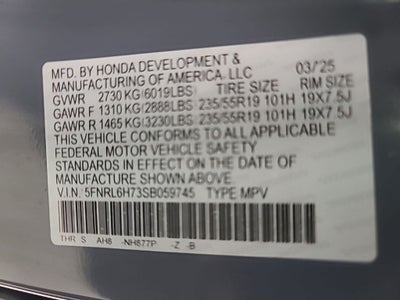 MFD. BY HONDA DEVELOPMENT &
MANUFACTURING OF AMERICA, LLC 03/25
GVWR 2730 KG(6019LBS) TIRE SIZE RIM SIZE
GAWR F 1310 KG(2888LBS) 235/55R19 101H 19X7.5J
GAWR R 1465 KG(3230LBS) 235/55R19 101H 19X7.5J
THIS VEHICLE CONFORMS TO ALL APPLICABLE
FEDERAL MOTOR VEHICLE SAFETY
STANDARDS IN EFFECT ON THE DATE OF
MANUFACTURE SHOWN ABOVE.
V.I.N. 5FNRL6H73SB059745 TYPE MPV
THR S AH8 -NH877P- Z -B